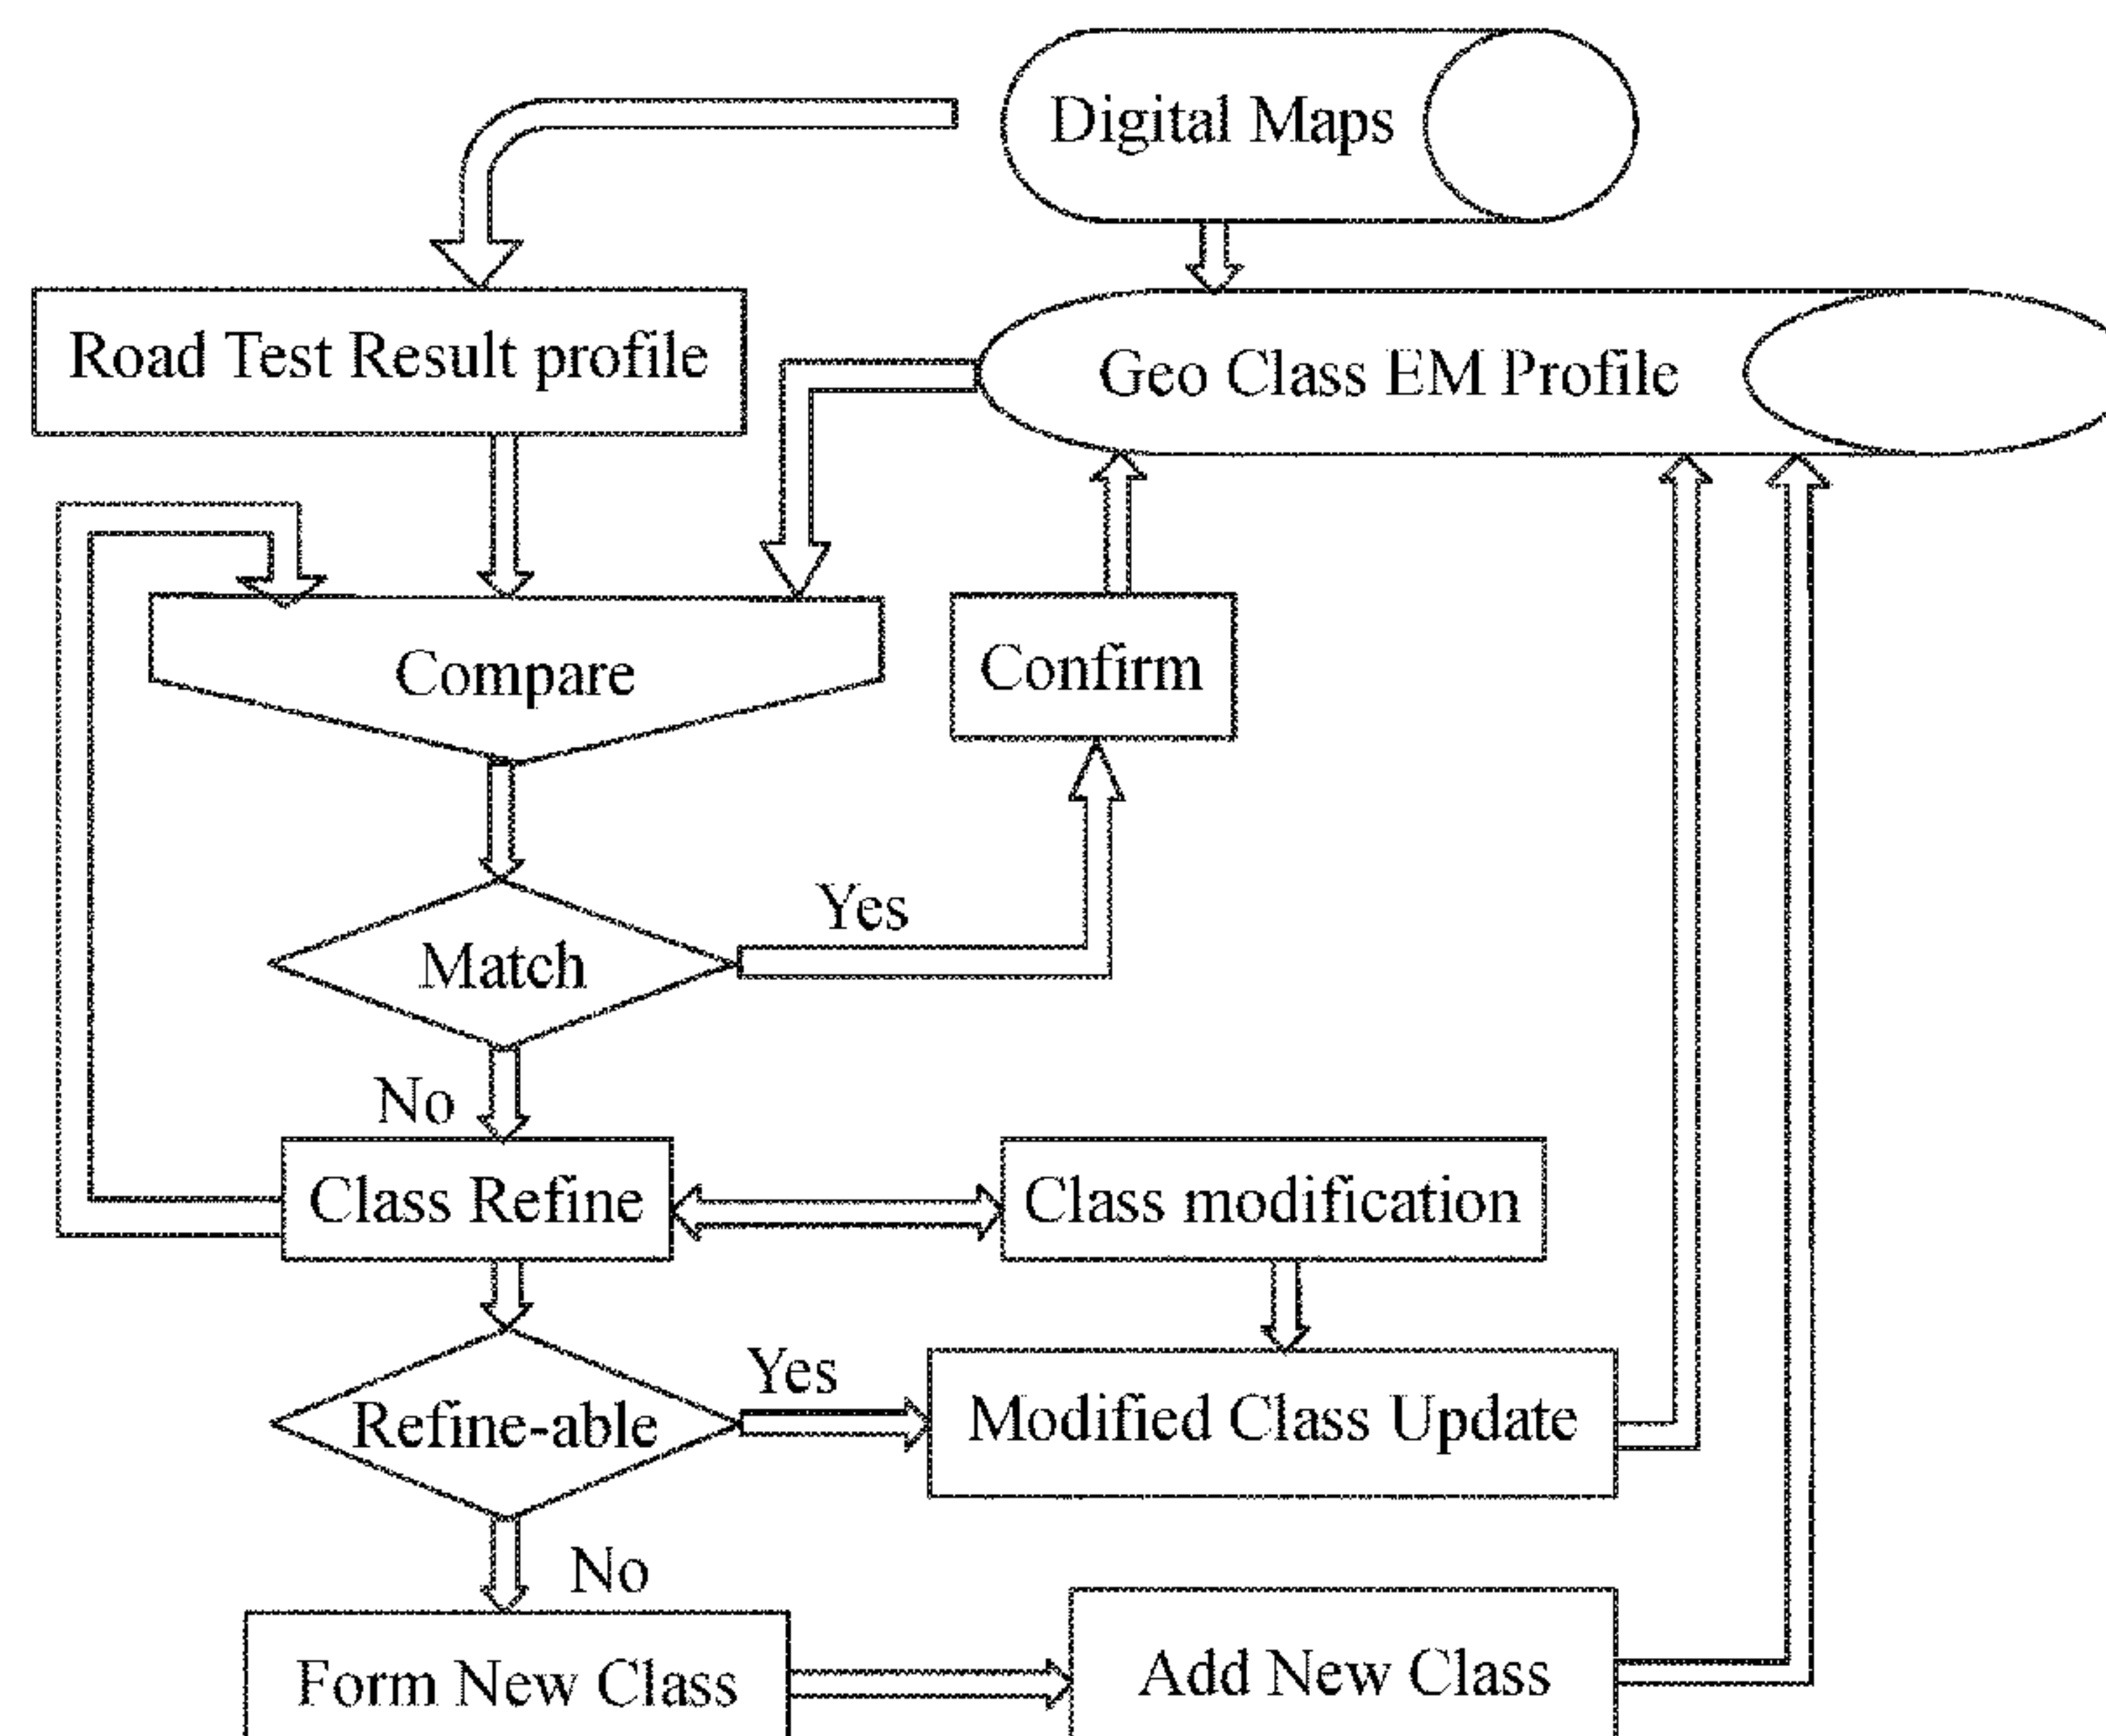 Digital Maps
Road Test Result profile
Geo Class EM Profile
Compare
Confirm
Yes
Match
No
Class Refine
Class modification
Yes
Refine-able
Modified Class Update
No
Form New Class
Add New Class